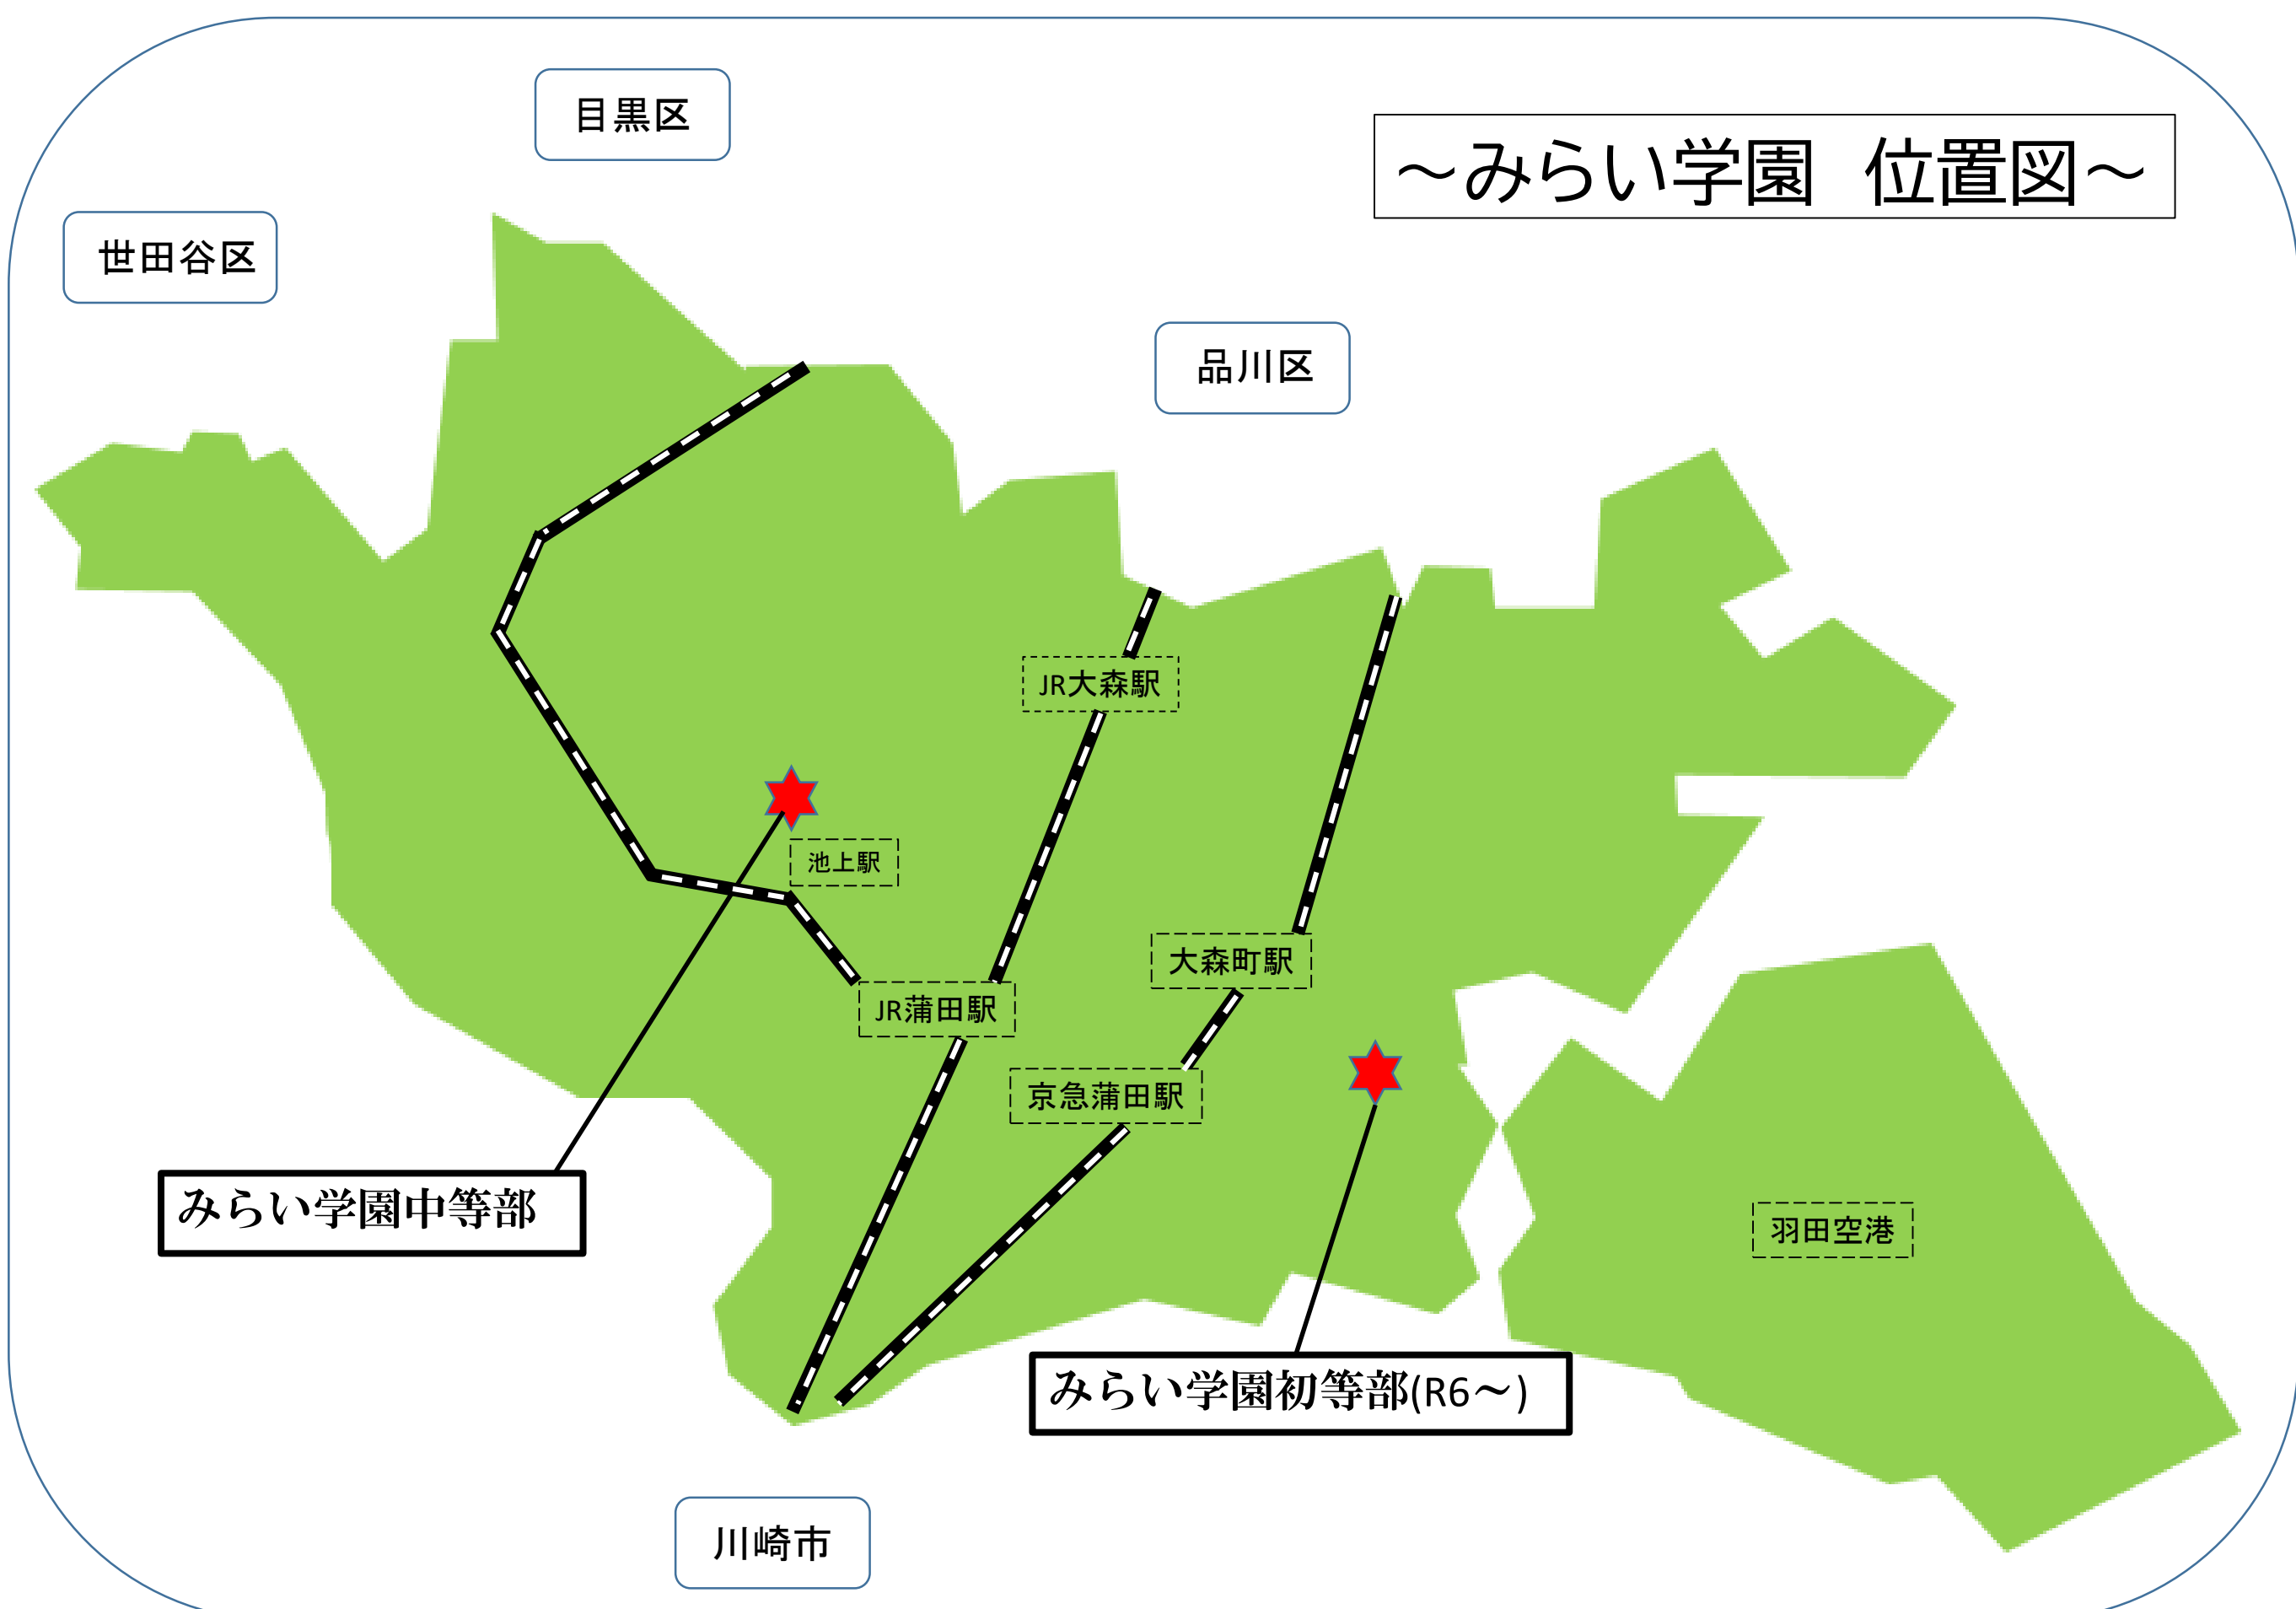 目黒区
～みらい学園　位置図～
世田谷区
品川区
JR大森駅
池上駅
大森町駅
JR蒲田駅
京急蒲田駅
みらい学園中等部
羽田空港
みらい学園初等部(R6～)
川崎市